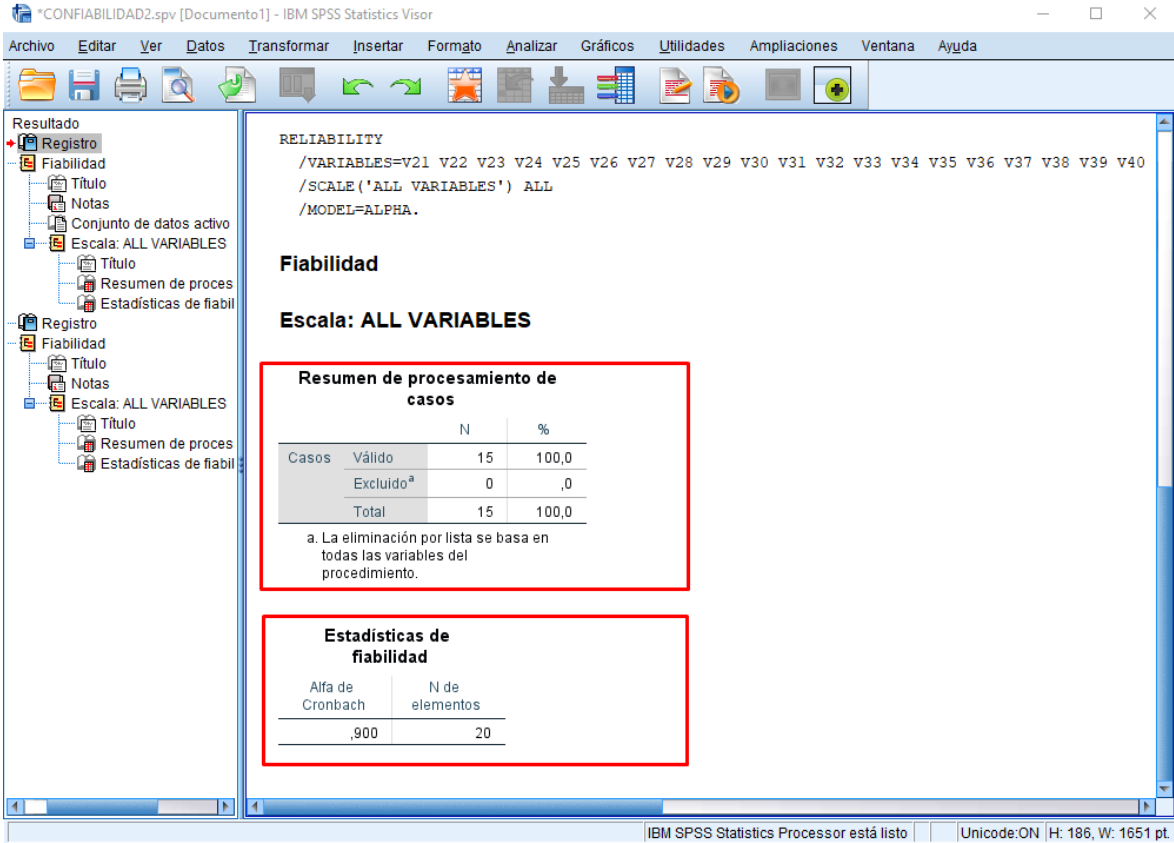 *CONFIABILIDAD2.spv [Documento1] - IBM SPSS Statistics Visor
Archivo Editar Ver Datos Transformar Insertar Formato Analizar Gráficos Utilidades Ampliaciones Ventana Ayuda
Resultado
Registro
Fiabilidad
Título
Notas
Conjunto de datos activo
Escala: ALL VARIABLES
Título
Resumen de proces
Estadísticas de fiabil
Registro
Fiabilidad
Título
Notas
Escala: ALL VARIABLES
Título
Resumen de proces
Estadísticas de fiabil
RELIABILITY
/VARIABLES=V21 V22 V23 V24 V25 V26 V27 V28 V29 V30 V31 V32 V33 V34 V35 V36 V37 V38 V39 V40
/SCALE('ALL VARIABLES') ALL
/MODEL=ALPHA.
Fiabilidad
Escala: ALL VARIABLES
Resumen de procesamiento de
casos
N %
Casos Válido 15 100,0
Excluido^a 0 ,0
Total 15 100,0
a. La eliminación por lista se basa en
todas las variables del
procedimiento.
Estadísticas de
fiabilidad
Alfa de N de
Cronbach elementos
,900 20
IBM SPSS Statistics Processor está listo Unicode:ON H: 186, W: 1651 pt.